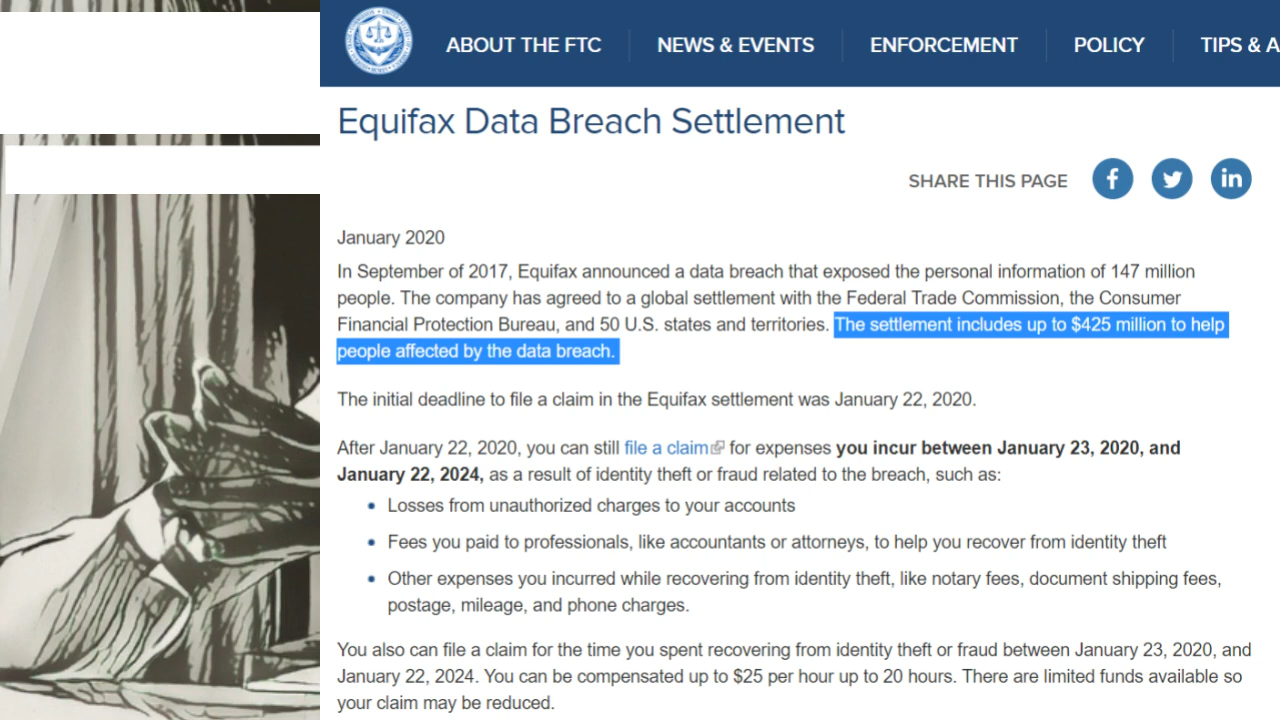 ABOUT THE FTC NEWS & EVENTS ENFORCEMENT POLICY TIPS & A
Equifax Data Breach Settlement
SHARE THIS PAGE
January 2020
In September of 2017, Equifax announced a data breach that exposed the personal information of 147 million
people. The company has agreed to a global settlement with the Federal Trade Commission, the Consumer
Financial Protection Bureau, and 50 U.S. states and territories. The settlement includes up to $425 million to help
people affected by the data breach.
The initial deadline to file a claim in the Equifax settlement was January 22, 2020.
After January 22, 2020, you can still file a claim for expenses you incur between January 23, 2020, and
January 22, 2024, as a result of identity theft or fraud related to the breach, such as:
• Losses from unauthorized charges to your accounts
• Fees you paid to professionals, like accountants or attorneys, to help you recover from identity theft
• Other expenses you incurred while recovering from identity theft, like notary fees, document shipping fees,
postage, mileage, and phone charges.
You also can file a claim for the time you spent recovering from identity theft or fraud between January 23, 2020, and
January 22, 2024. You can be compensated up to $25 per hour up to 20 hours. There are limited funds available so
your claim may be reduced.